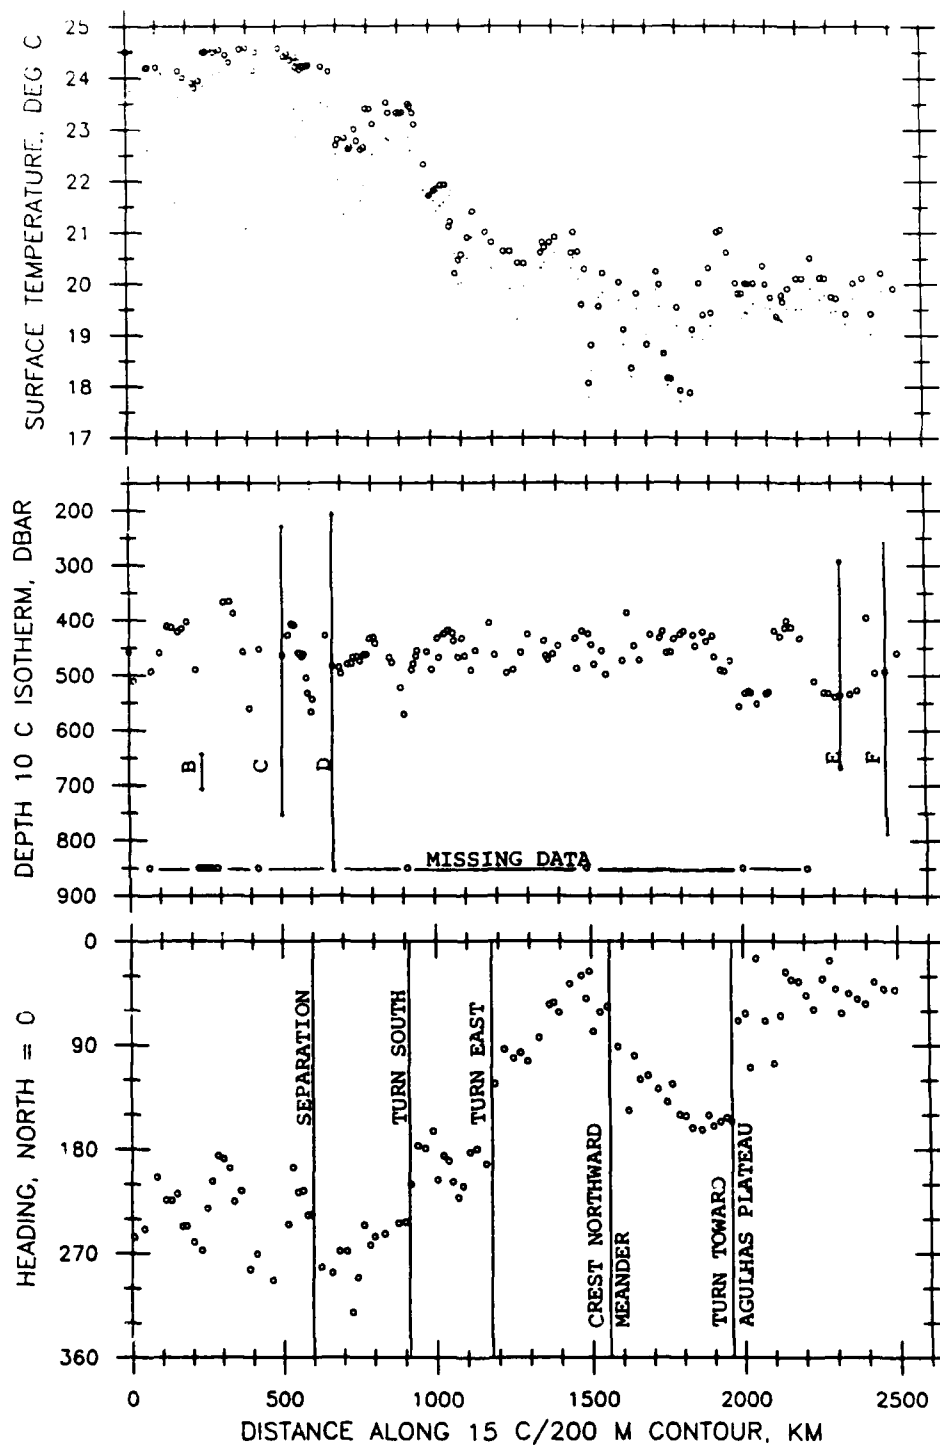 SURFACE TEMPERATURE, DEG C
25
24
23
22
21
20
19
18
17
DEPTH 10 C ISOTHERM, DBAR
200
300
400
500
600
700
800
900
B
C
D
E
F
MISSING DATA
HEADING, NORTH = 0
0
90
180
270
360
SEPARATION
TURN SOUTH
TURN EAST
CREST NORTHWARD
MEANDER
TURN TOWARD
AGULHAS PLATEAU
0
500
1000
1500
2000
2500
DISTANCE ALONG 15 C/200 M CONTOUR, KM